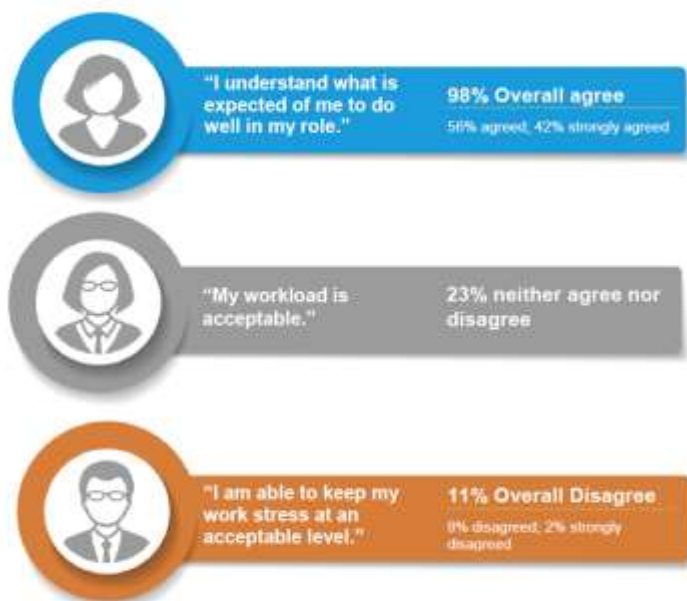 “I understand what is
expected of me to do
well in my role.”
98% Overall agree
56% agreed; 42% strongly agreed
“My workload is
acceptable.”
23% neither agree nor
disagree
“I am able to keep my
work stress at an
acceptable level.”
11% Overall Disagree
9% disagreed; 2% strongly
disagreed